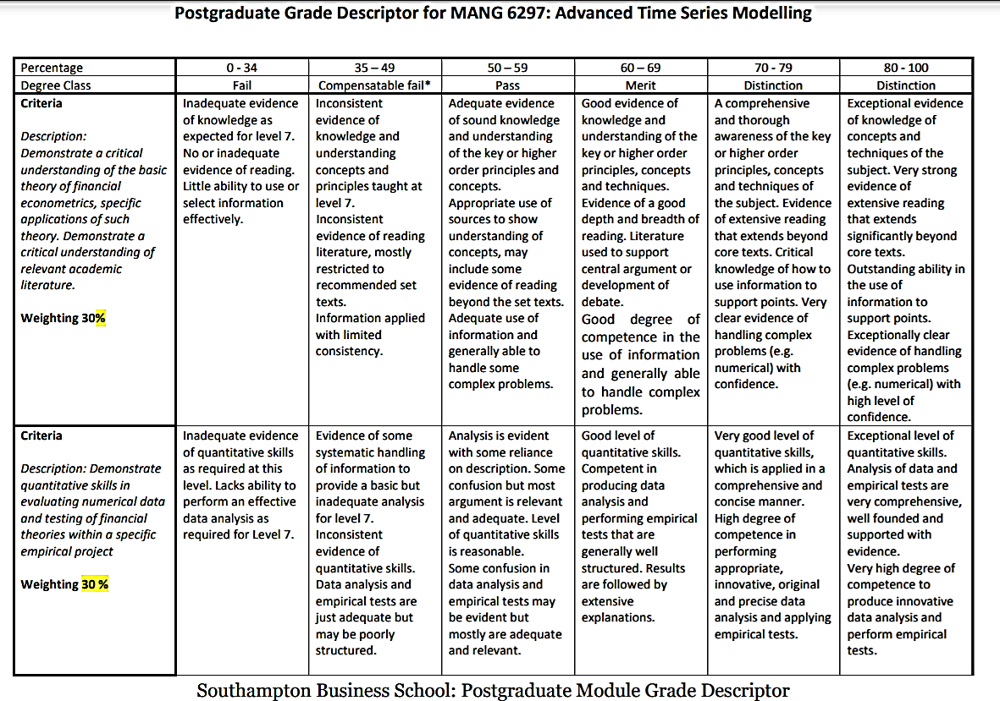 Postgraduate Grade Descriptor for MANG 6297: Advanced Time Series Modelling
Percentage
0 - 34
35 – 49
50 – 59
60 – 69
70 - 79
80 - 100
Degree Class
Fail
Compensatable fail*
Pass
Merit
Distinction
Distinction
Criteria
Description:
Demonstrate a critical
understanding of the basic
theory of financial
econometrics, specific
applications of such
theory. Demonstrate a
critical understanding of
relevant academic
literature.
Weighting 30%
Inadequate evidence
of knowledge as
expected for level 7.
No or inadequate
evidence of reading.
Little ability to use or
select information
effectively.
Inconsistent
evidence of
knowledge and
understanding
concepts and
principles taught at
level 7.
Inconsistent
evidence of reading
literature, mostly
restricted to
recommended set
texts.
Information applied
with limited
consistency.
Adequate evidence
of sound knowledge
and understanding
of the key or higher
order principles and
concepts.
Appropriate use of
sources to show
understanding of
concepts, may
include some
evidence of reading
beyond the set texts.
Adequate use of
information and
generally able to
handle some
complex problems.
Good evidence of
knowledge and
understanding of the
key or higher order
principles, concepts
and techniques.
Evidence of a good
depth and breadth of
reading. Literature
used to support
central argument or
development of
debate.
Good degree of
competence in the
use of information
and generally able
to handle complex
problems.
A comprehensive
and thorough
awareness of the key
or higher order
principles, concepts
and techniques of
the subject. Evidence
of extensive reading
that extends beyond
core texts. Critical
knowledge of how to
use information to
support points. Very
clear evidence of
handling complex
problems (e.g.
numerical) with
confidence.
Exceptional evidence
of knowledge of
concepts and
techniques of the
subject. Very strong
evidence of
extensive reading
that extends
significantly beyond
core texts.
Outstanding ability in
the use of
information to
support points.
Exceptionally clear
evidence of handling
complex problems
(e.g. numerical) with
high level of
confidence.
Criteria
Description: Demonstrate
quantitative skills in
evaluating numerical data
and testing of financial
theories within a specific
empirical project
Weighting 30 %
Inadequate evidence
of quantitative skills
as required at this
level. Lacks ability to
perform an effective
data analysis as
required for Level 7.
Evidence of some
systematic handling
of information to
provide a basic but
inadequate analysis
for level 7.
Inconsistent
evidence of
quantitative skills.
Data analysis and
empirical tests are
just adequate but
may be poorly
structured.
Analysis is evident
with some reliance
on description. Some
confusion but most
argument is relevant
and adequate. Level
of quantitative skills
is reasonable.
Some confusion in
data analysis and
empirical tests may
be evident but
mostly are adequate
and relevant.
Good level of
quantitative skills.
Competent in
producing data
analysis and
performing empirical
tests that are
generally well
structured. Results
are followed by
extensive
explanations.
Very good level of
quantitative skills,
which is applied in a
comprehensive and
concise manner.
High degree of
competence in
performing
appropriate,
innovative, original
and precise data
analysis and applying
empirical tests.
Exceptional level of
quantitative skills.
Analysis of data and
empirical tests are
very comprehensive,
well founded and
supported with
evidence.
Very high degree of
competence to
produce innovative
data analysis and
perform empirical
tests.
Southampton Business School: Postgraduate Module Grade Descriptor